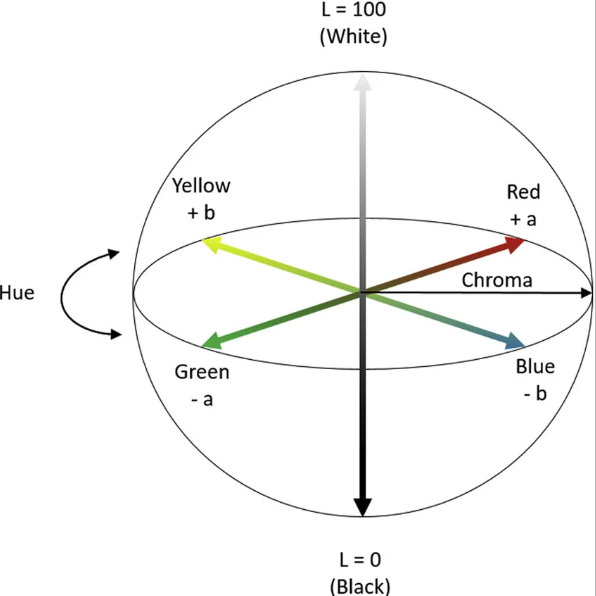 L = 100
(White)
Yellow
+ b
Red
+ a
Hue
Chroma
Green
- a
Blue
- b
L = 0
(Black)